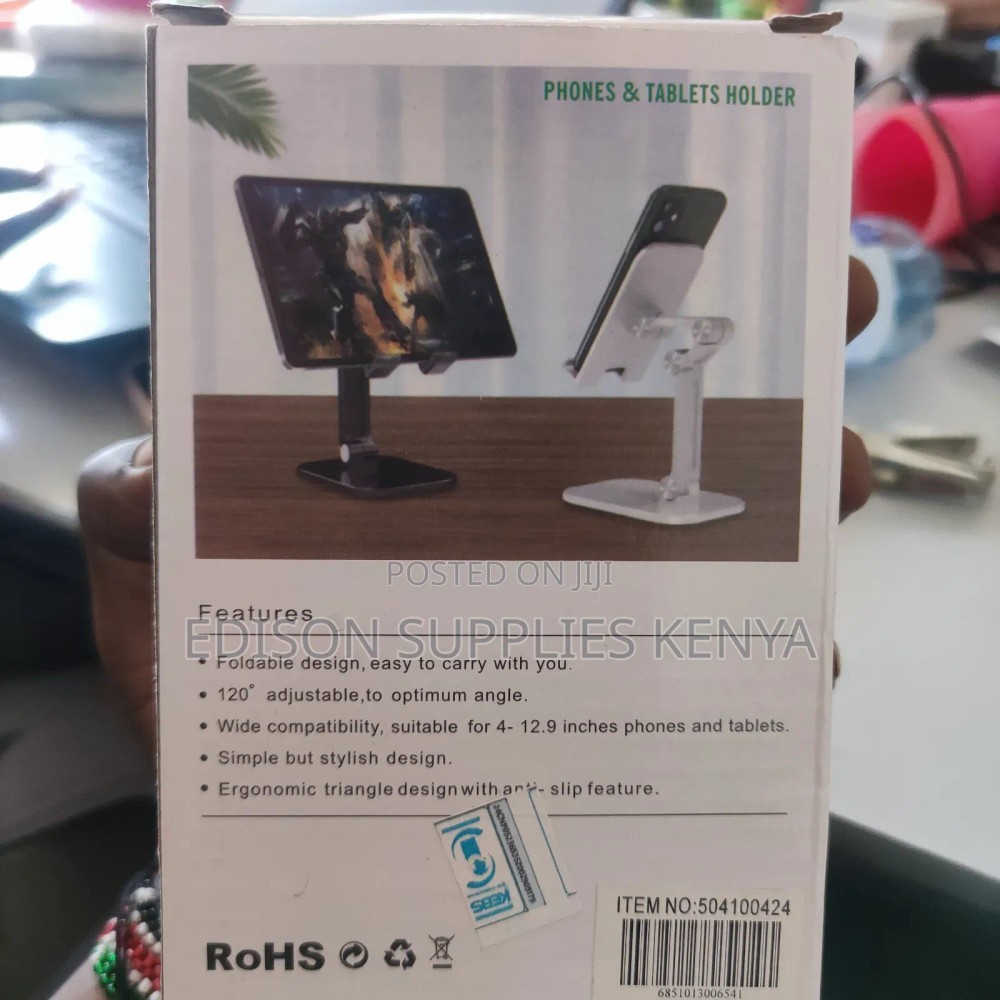 PHONES & TABLETS HOLDER
POSTED ON JIJI
Features
EDISON SUPPLIES KENYA
• Foldable design, easy to carry with you.
• 120° adjustable,to optimum angle.
• Wide compatibility, suitable for 4- 12.9 inches phones and tablets.
• Simple but stylish design.
• Ergonomic triangle design with anti- slip feature.
KEBS
ITEM NO:504100424
RoHS
6851013006541